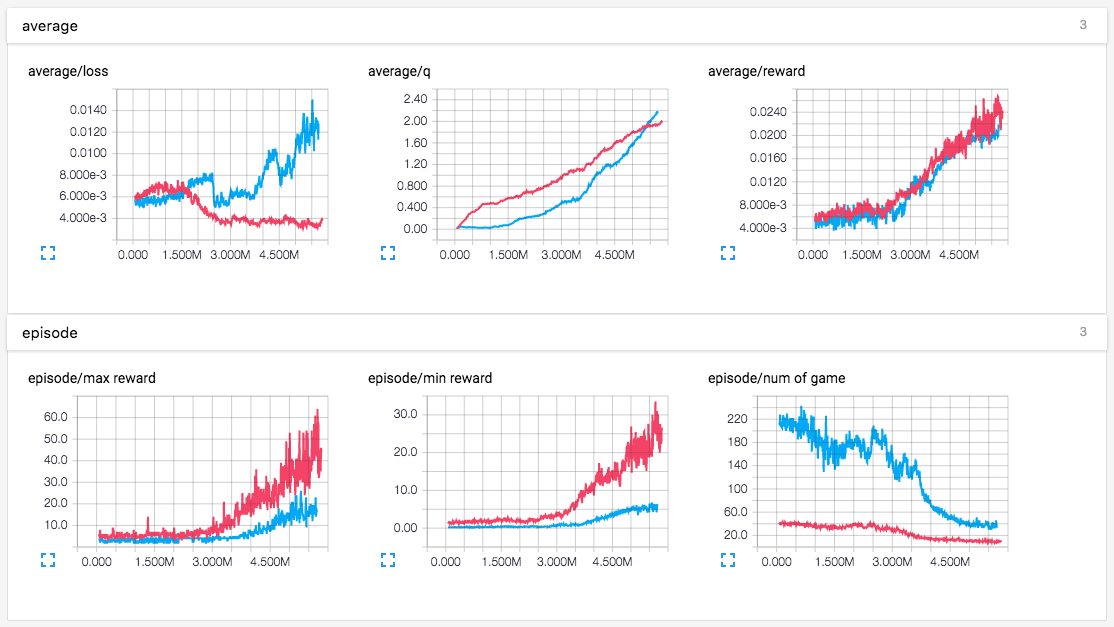 average 3
average/loss average/q average/reward
0.0140
0.0120
0.0100
8.000e-3
6.000e-3
4.000e-3
0.000 1.500M 3.000M 4.500M
2.40
2.00
1.60
1.20
0.800
0.400
0.00
0.000 1.500M 3.000M 4.500M
0.0240
0.0200
0.0160
0.0120
8.000e-3
4.000e-3
0.000 1.500M 3.000M 4.500M
episode 3
episode/max reward episode/min reward episode/num of game
60.0
50.0
40.0
30.0
20.0
10.0
0.000 1.500M 3.000M 4.500M
30.0
20.0
10.0
0.00
0.000 1.500M 3.000M 4.500M
220
180
140
100
60.0
20.0
0.000 1.500M 3.000M 4.500M